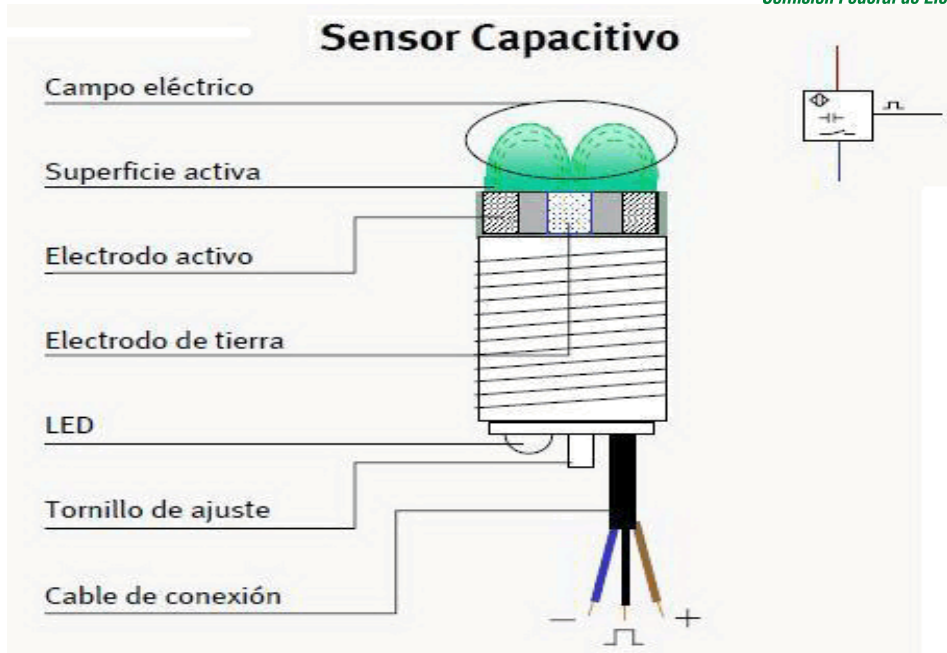 Sensor Capacitivo
Campo eléctrico
Superficie activa
Electrodo activo
Electrodo de tierra
LED
Tornillo de ajuste
Cable de conexión
− +